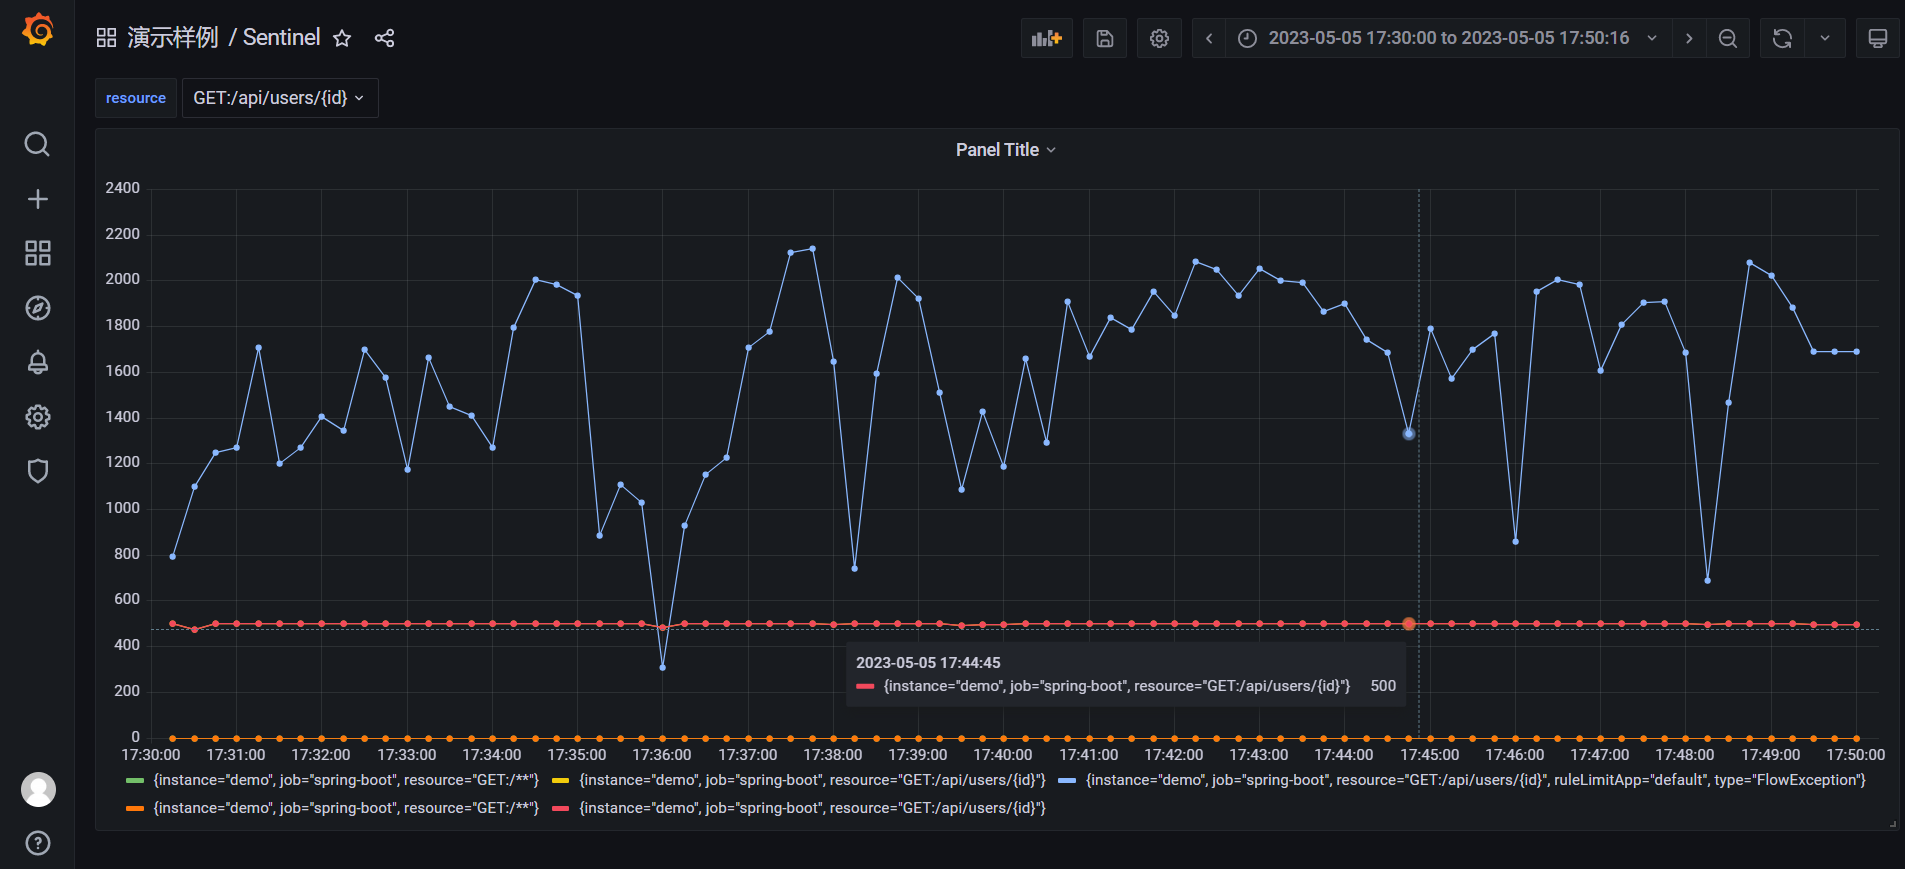 演示样例 / Sentinel
2023-05-05 17:30:00 to 2023-05-05 17:50:16
resource
GET:/api/users/{id}
Panel Title
2400
2200
2000
1800
1600
1400
1200
1000
800
600
400
200
0
17:30:00 17:31:00 17:32:00 17:33:00 17:34:00 17:35:00 17:36:00 17:37:00 17:38:00 17:39:00 17:40:00 17:41:00 17:42:00 17:43:00 17:44:00 17:45:00 17:46:00 17:47:00 17:48:00 17:49:00 17:50:00
2023-05-05 17:44:45
{instance="demo", job="spring-boot", resource="GET:/api/users/{id}"} 500
{instance="demo", job="spring-boot", resource="GET:/**"} {instance="demo", job="spring-boot", resource="GET:/api/users/{id}"} {instance="demo", job="spring-boot", resource="GET:/api/users/{id}", ruleLimitApp="default", type="FlowException"}
{instance="demo", job="spring-boot", resource="GET:/**"} {instance="demo", job="spring-boot", resource="GET:/api/users/{id}"}